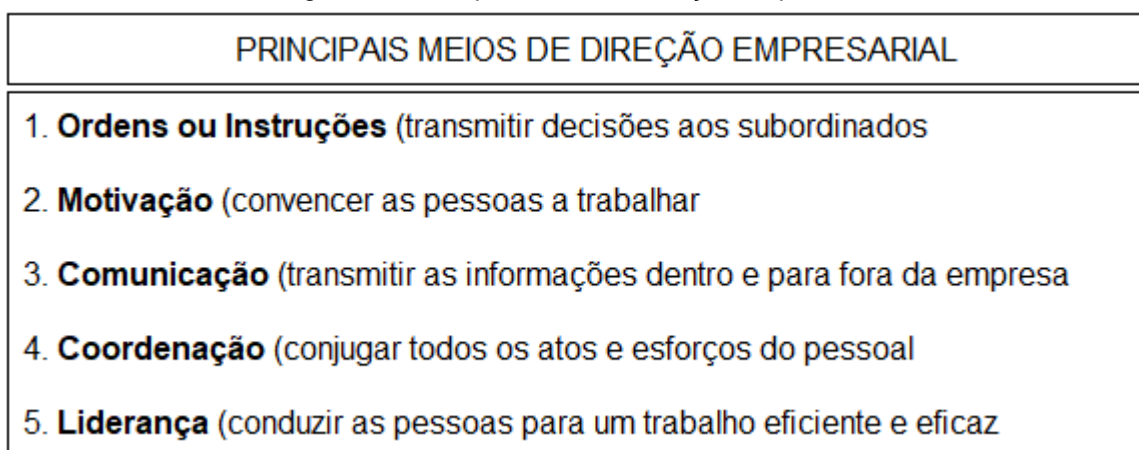 PRINCIPAIS MEIOS DE DIREÇÃO EMPRESARIAL
1. Ordens ou Instruções (transmitir decisões aos subordinados
2. Motivação (convencer as pessoas a trabalhar
3. Comunicação (transmitir as informações dentro e para fora da empresa
4. Coordenação (conjugar todos os atos e esforços do pessoal
5. Liderança (conduzir as pessoas para um trabalho eficiente e eficaz